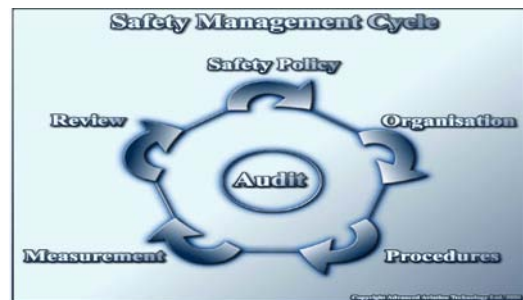 Safety Management Cycle
Safety Policy
Review
Organisation
Audit
Measurement
Procedures
Copyright Advanced Aviation Technology Ltd.